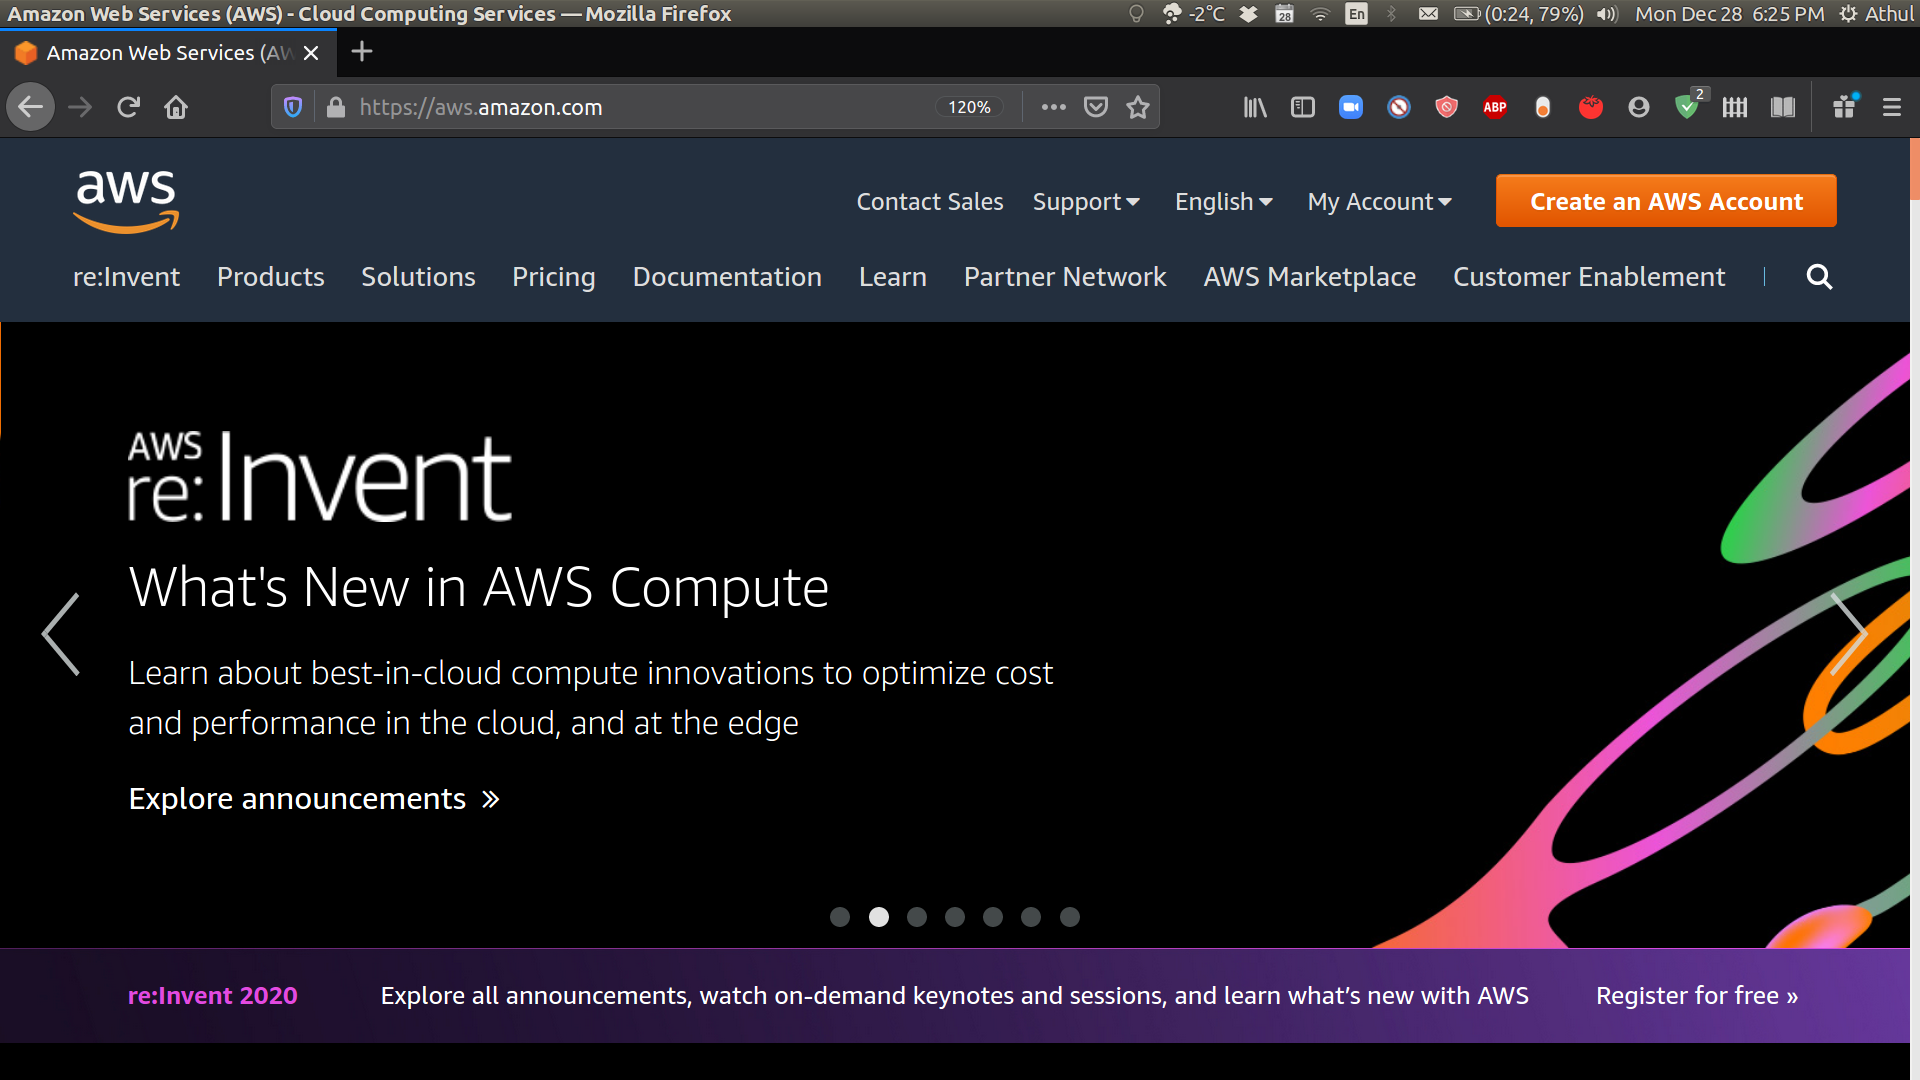 Amazon Web Services (AWS) - Cloud Computing Services — Mozilla Firefox
-2°C 28 En (0:24, 79%) Mon Dec 28 6:25 PM Athul
Amazon Web Services (AW
https://aws.amazon.com 120% ABP 2
aws
Contact Sales Support English My Account Create an AWS Account
re:Invent Products Solutions Pricing Documentation Learn Partner Network AWS Marketplace Customer Enablement
AWS
re: Invent
What's New in AWS Compute
Learn about best-in-cloud compute innovations to optimize cost
and performance in the cloud, and at the edge
Explore announcements »
re:Invent 2020 Explore all announcements, watch on-demand keynotes and sessions, and learn what’s new with AWS Register for free »